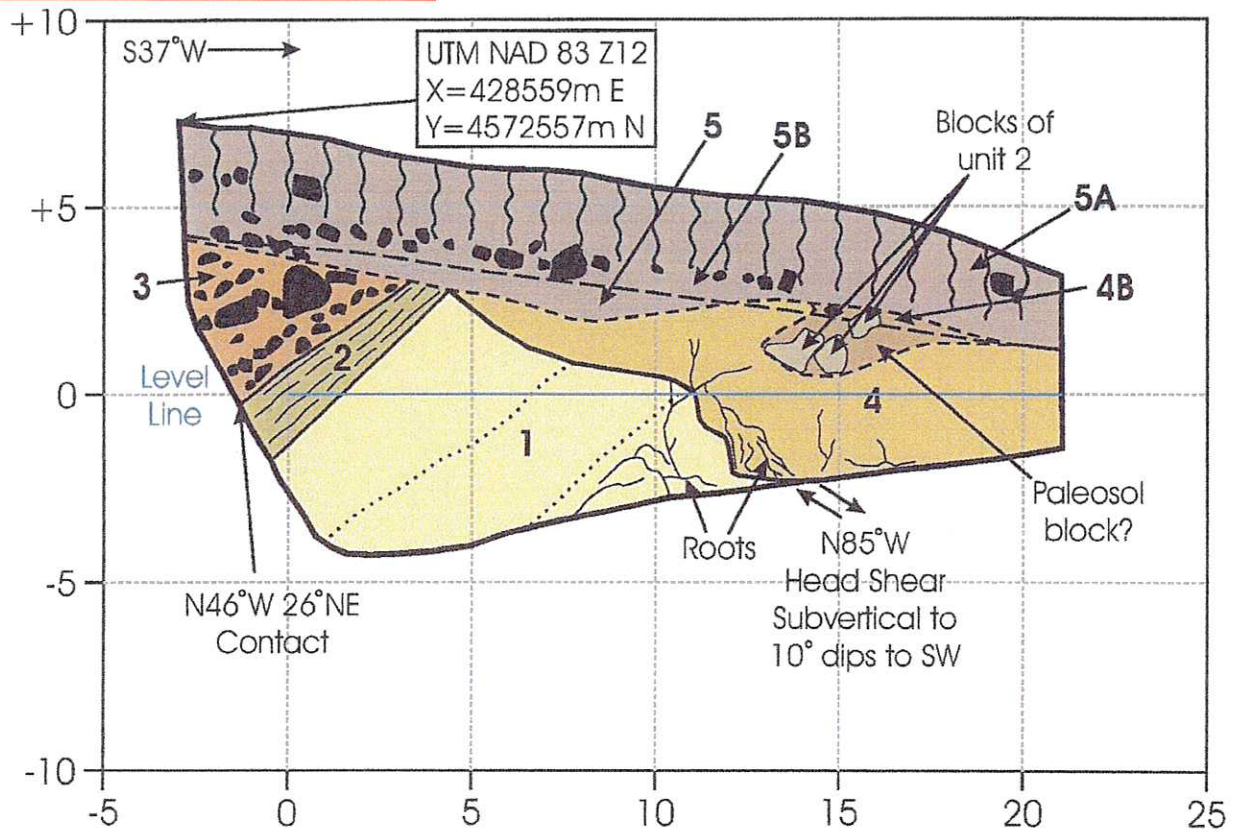 +10
S37°W
UTM NAD 83 Z12
X=428559m E
Y=4572557m N
5
5B
Blocks of
unit 2
5A
+5
3
4B
2
Level
Line
0
4
1
Roots
N85°W
Head Shear
Subvertical to
10° dips to SW
Paleosol
block?
-5
N46°W 26°NE
Contact
-10
-5
0
5
10
15
20
25